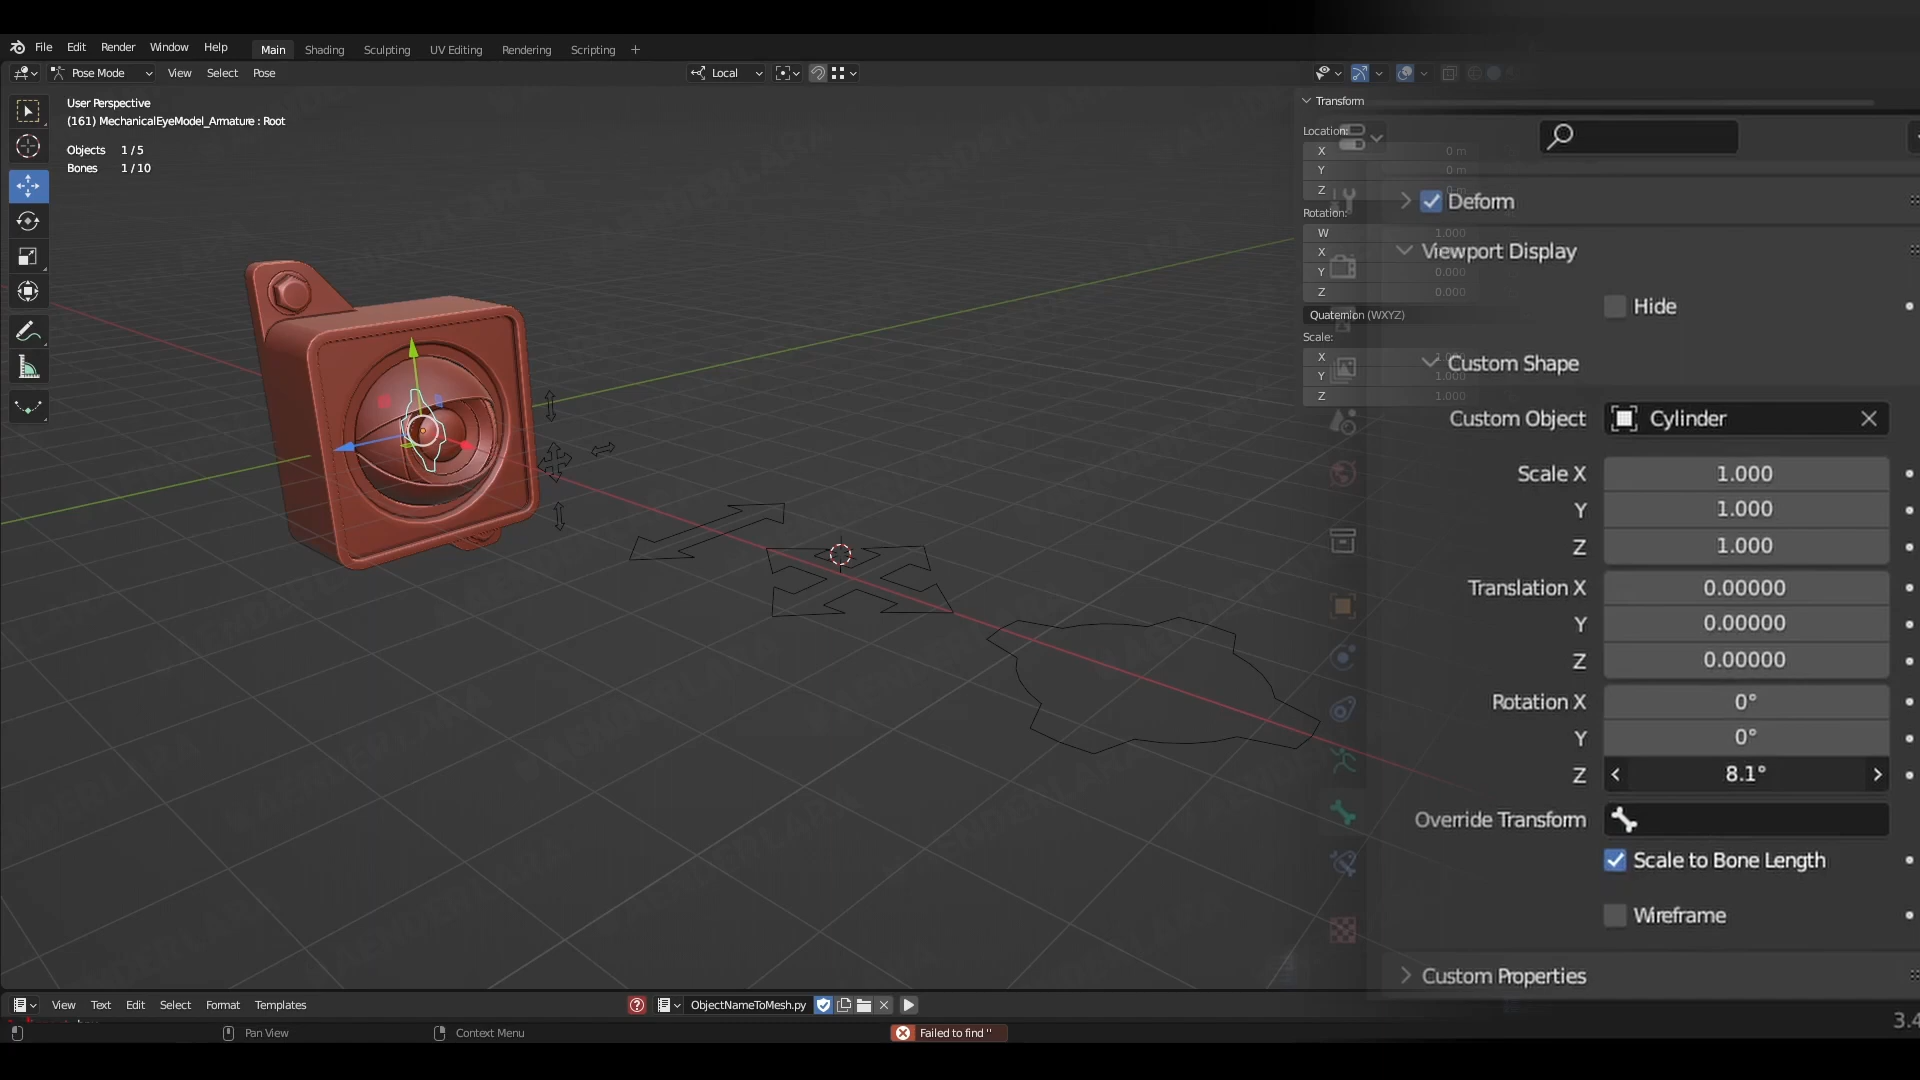 File Edit Render Window Help Main Shading Sculpting UV Editing Rendering Scripting +
Pose Mode View Select Pose Local
User Perspective
(161) MechanicalEyeModel_Armature : Root
Objects 1 / 5
Bones 1 / 10
Transform
Location:
X 0 m
Y 0 m
Z 0 m
Rotation:
W 1.000
X
Y 0.000
Z 0.000
Quaternion (WXYZ)
Scale:
X 1.000
Y 1.000
Z 1.000
Deform
Viewport Display
Hide
Custom Shape
Custom Object Cylinder
Scale X 1.000
Y 1.000
Z 1.000
Translation X 0.00000
Y 0.00000
Z 0.00000
Rotation X 0°
Y 0°
Z 8.1°
Override Transform
Scale to Bone Length
Wireframe
Custom Properties
View Text Edit Select Format Templates ObjectNameToMesh.py
Pan View Context Menu Failed to find ''
3.4